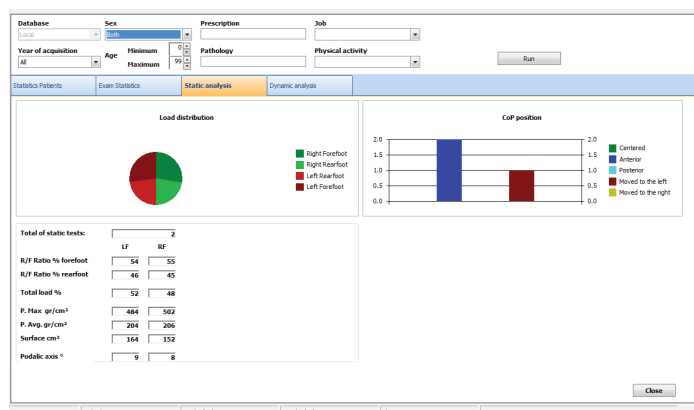 Database Sex Prescription Job
Local Both
Year of acquisition Age Minimum 0 Pathology Physical activity
All Maximum 99 Run
Statistics Patients Exam Statistics Static analysis Dynamic analysis
Load distribution
Right Forefoot
Right Rearfoot
Left Rearfoot
Left Forefoot
CoP position
2.0 2.0
1.5 1.5
1.0 1.0
0.5 0.5
0.0 0.0
Centered
Anterior
Posterior
Moved to the left
Moved to the right
Total of static tests: 2
LF RF
R/F Ratio % forefoot 54 55
R/F Ratio % rearfoot 46 45
Total load % 52 48
P. Max gr/cm² 484 502
P. Avg. gr/cm² 204 206
Surface cm² 164 152
Podalic axis ° 9 8
Close